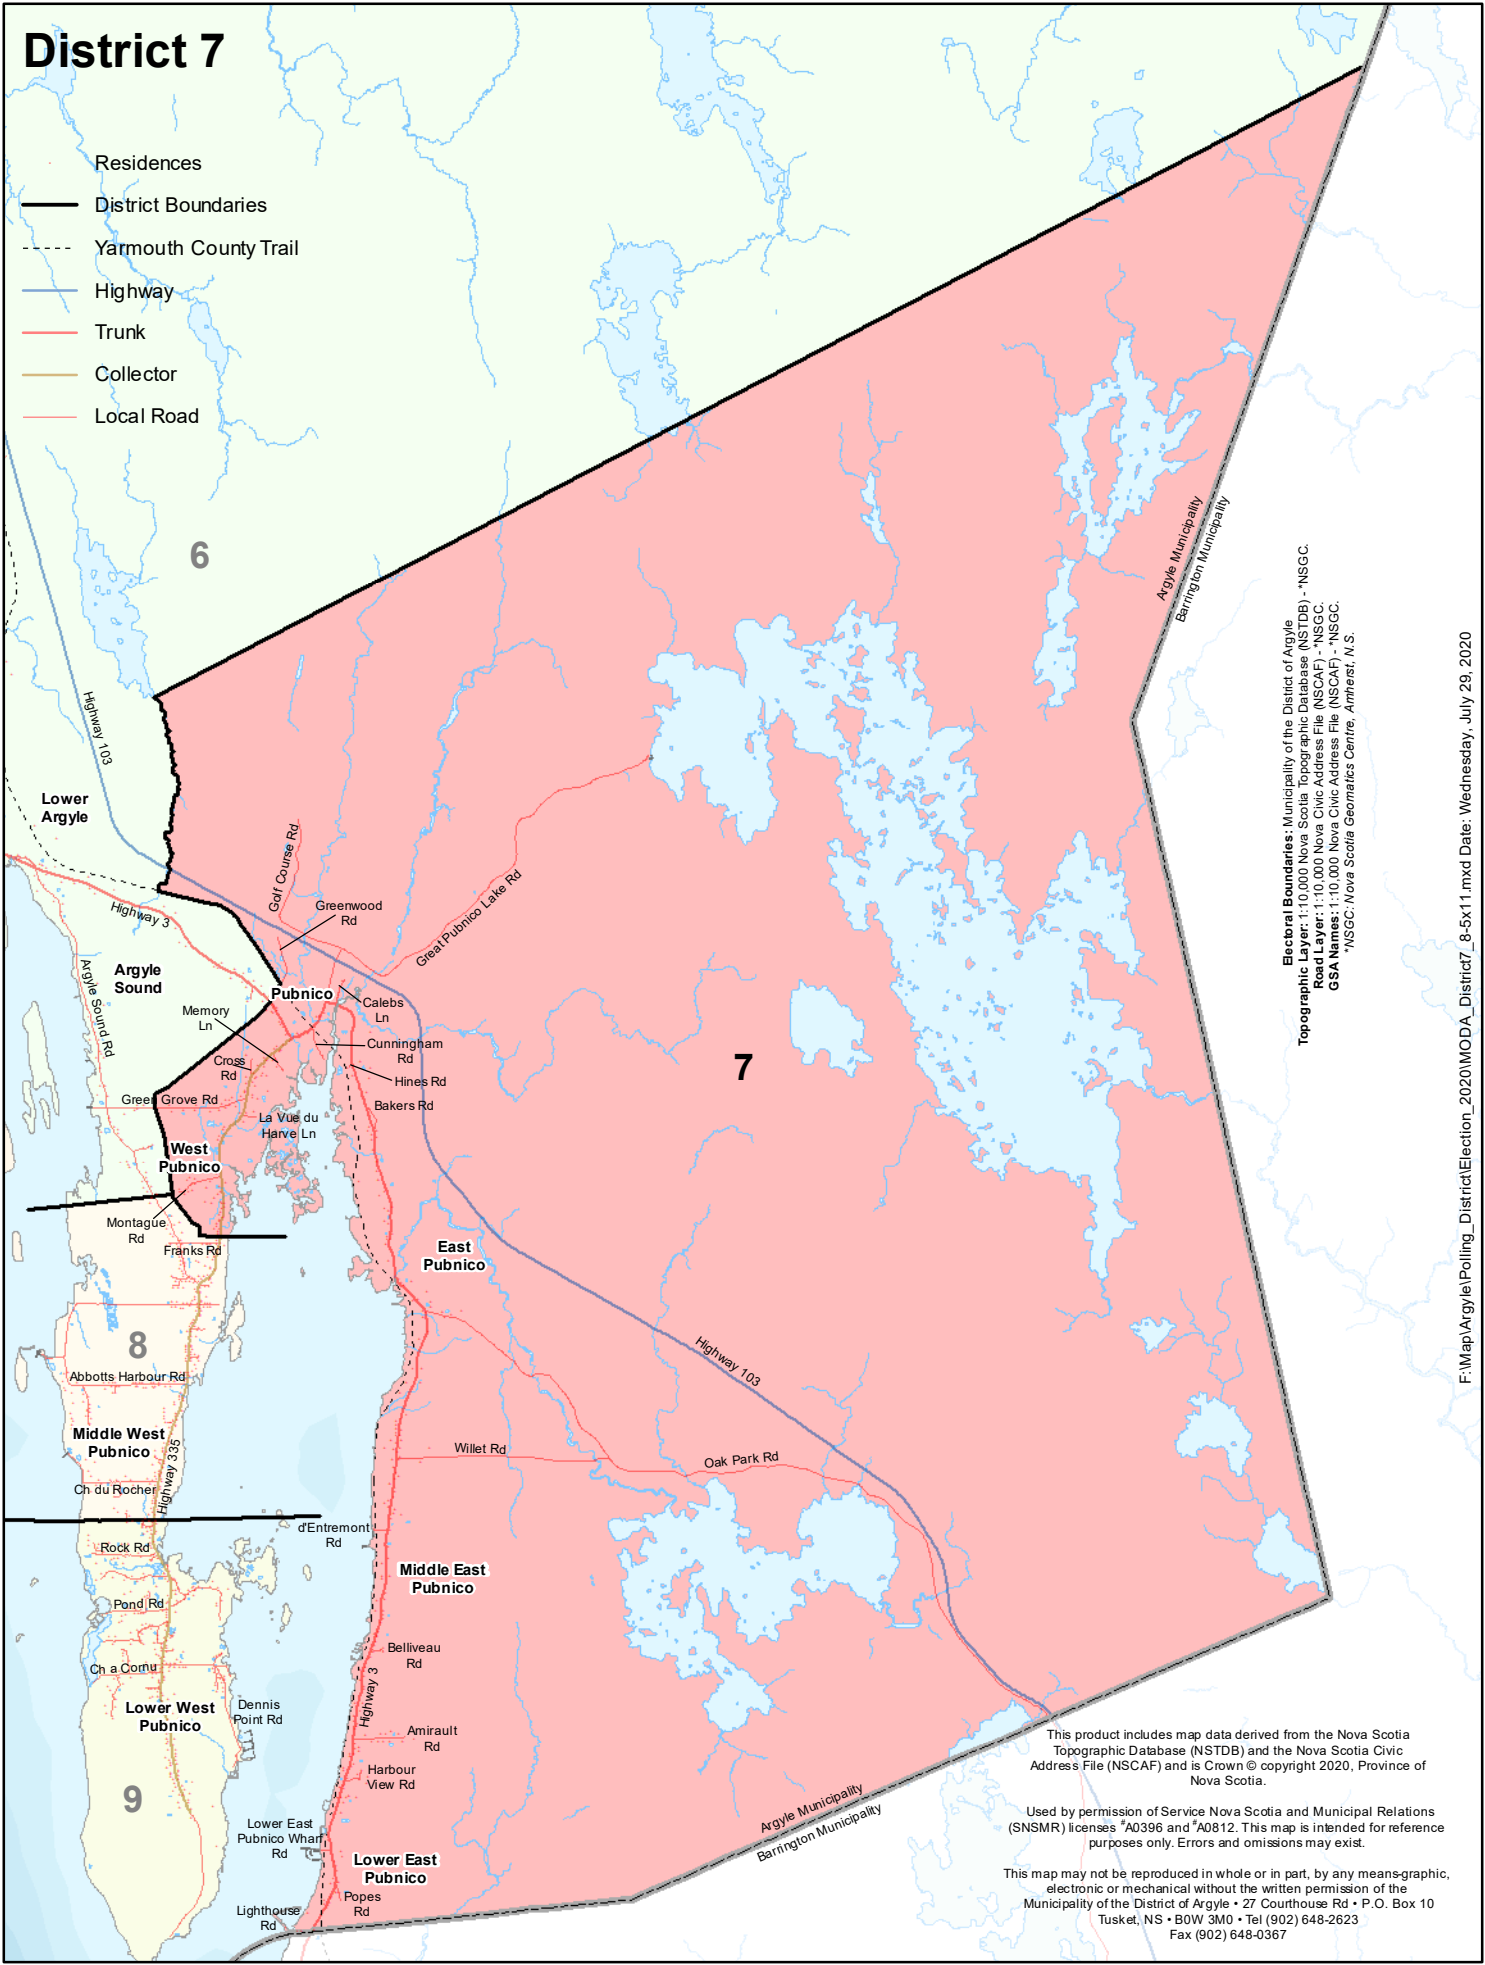 District 7
Residences
District Boundaries
Yarmouth County Trail
Highway
Trunk
Collector
Local Road
6
Highway 103
Lower
Argyle
Highway 3
Argyle
Sound
Argyle Sound Rd
Golf Course Rd
Greenwood
Rd
Great Pubnico Lake Rd
Pubnico
Memory
Ln
Calebs
Ln
Cunningham
Rd
Cross
Rd
Hines Rd
Green Grove Rd
Bakers Rd
La Vue du
Harve Ln
West
Pubnico
7
Montague
Rd
Franks Rd
East
Pubnico
8
Abbotts Harbour Rd
Highway 103
Middle West
Pubnico
Highway 335
Willet Rd
Oak Park Rd
Ch du Rocher
d'Entremont
Rd
Rock Rd
Middle East
Pubnico
Pond Rd
Belliveau
Rd
Ch a Cornu
Highway 3
Lower West
Pubnico
Dennis
Point Rd
Amirault
Rd
Harbour
View Rd
9
Lower East
Pubnico Wharf
Rd
Lower East
Pubnico
Popes
Rd
Lighthouse
Rd
Argyle Municipality
Barrington Municipality
Argyle Municipality
Barrington Municipality
Electoral Boundaries: Municipality of the District of Argyle
Topographic Layer: 1:10,000 Nova Scotia Topographic Database (NSTDB) - *NSGC.
Road Layer: 1:10,000 Nova Civic Address File (NSCAF) - *NSGC.
GSA Names: 1:10,000 Nova Civic Address File (NSCAF) - *NSGC.
*NSGC: Nova Scotia Geomatics Centre, Amherst, N.S.
F:\Map\Argyle\Polling_District\Election_2020\MODA_District7_8-5x11.mxd Date: Wednesday, July 29, 2020
This product includes map data derived from the Nova Scotia
Topographic Database (NSTDB) and the Nova Scotia Civic
Address File (NSCAF) and is Crown © copyright 2020, Province of
Nova Scotia.
Used by permission of Service Nova Scotia and Municipal Relations
(SNSMR) licenses #A0396 and #A0812. This map is intended for reference
purposes only. Errors and omissions may exist.
This map may not be reproduced in whole or in part, by any means-graphic,
electronic or mechanical without the written permission of the
Municipality of the District of Argyle • 27 Courthouse Rd • P.O. Box 10
Tusket, NS • B0W 3M0 • Tel (902) 648-2623
Fax (902) 648-0367